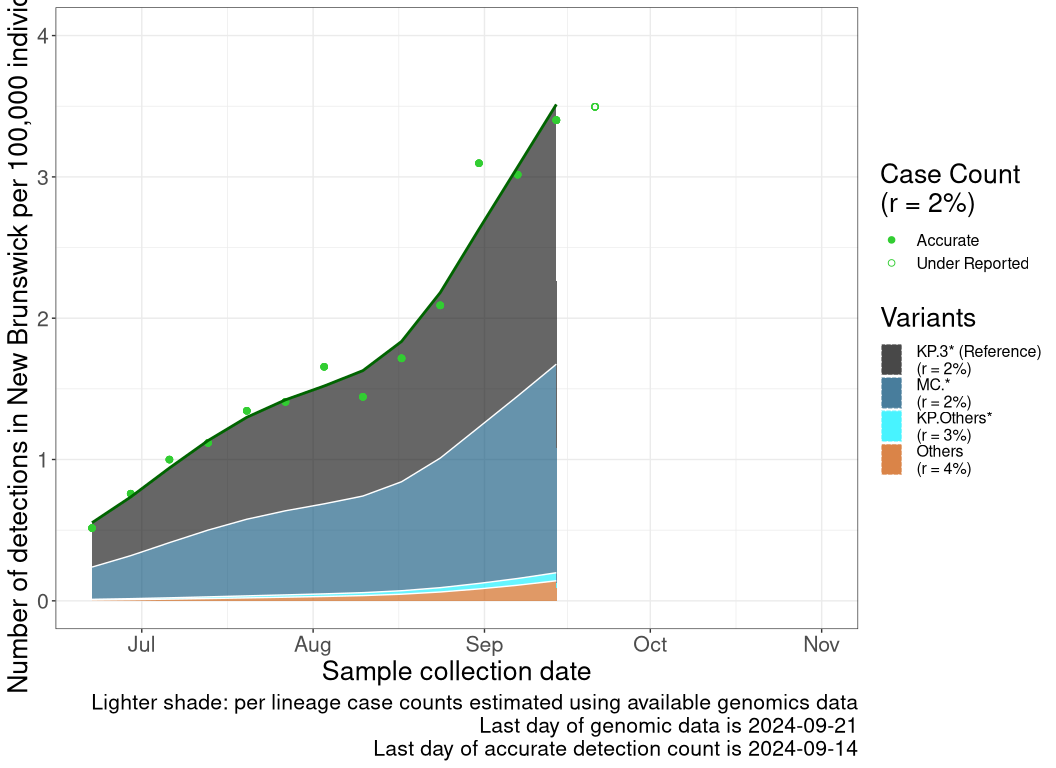 Number of detections in New Brunswick per 100,000
4
3
2
1
0
Jul Aug Sep Oct Nov
Sample collection date
Lighter shade: per lineage case counts estimated using available genomics data
Last day of genomic data is 2024-09-21
Last day of accurate detection count is 2024-09-14
Case Count
(r = 2%)
Accurate
Under Reported
Variants
KP.3* (Reference)
(r = 2%)
MC.*
(r = 2%)
KP.Others*
(r = 3%)
Others
(r = 4%)